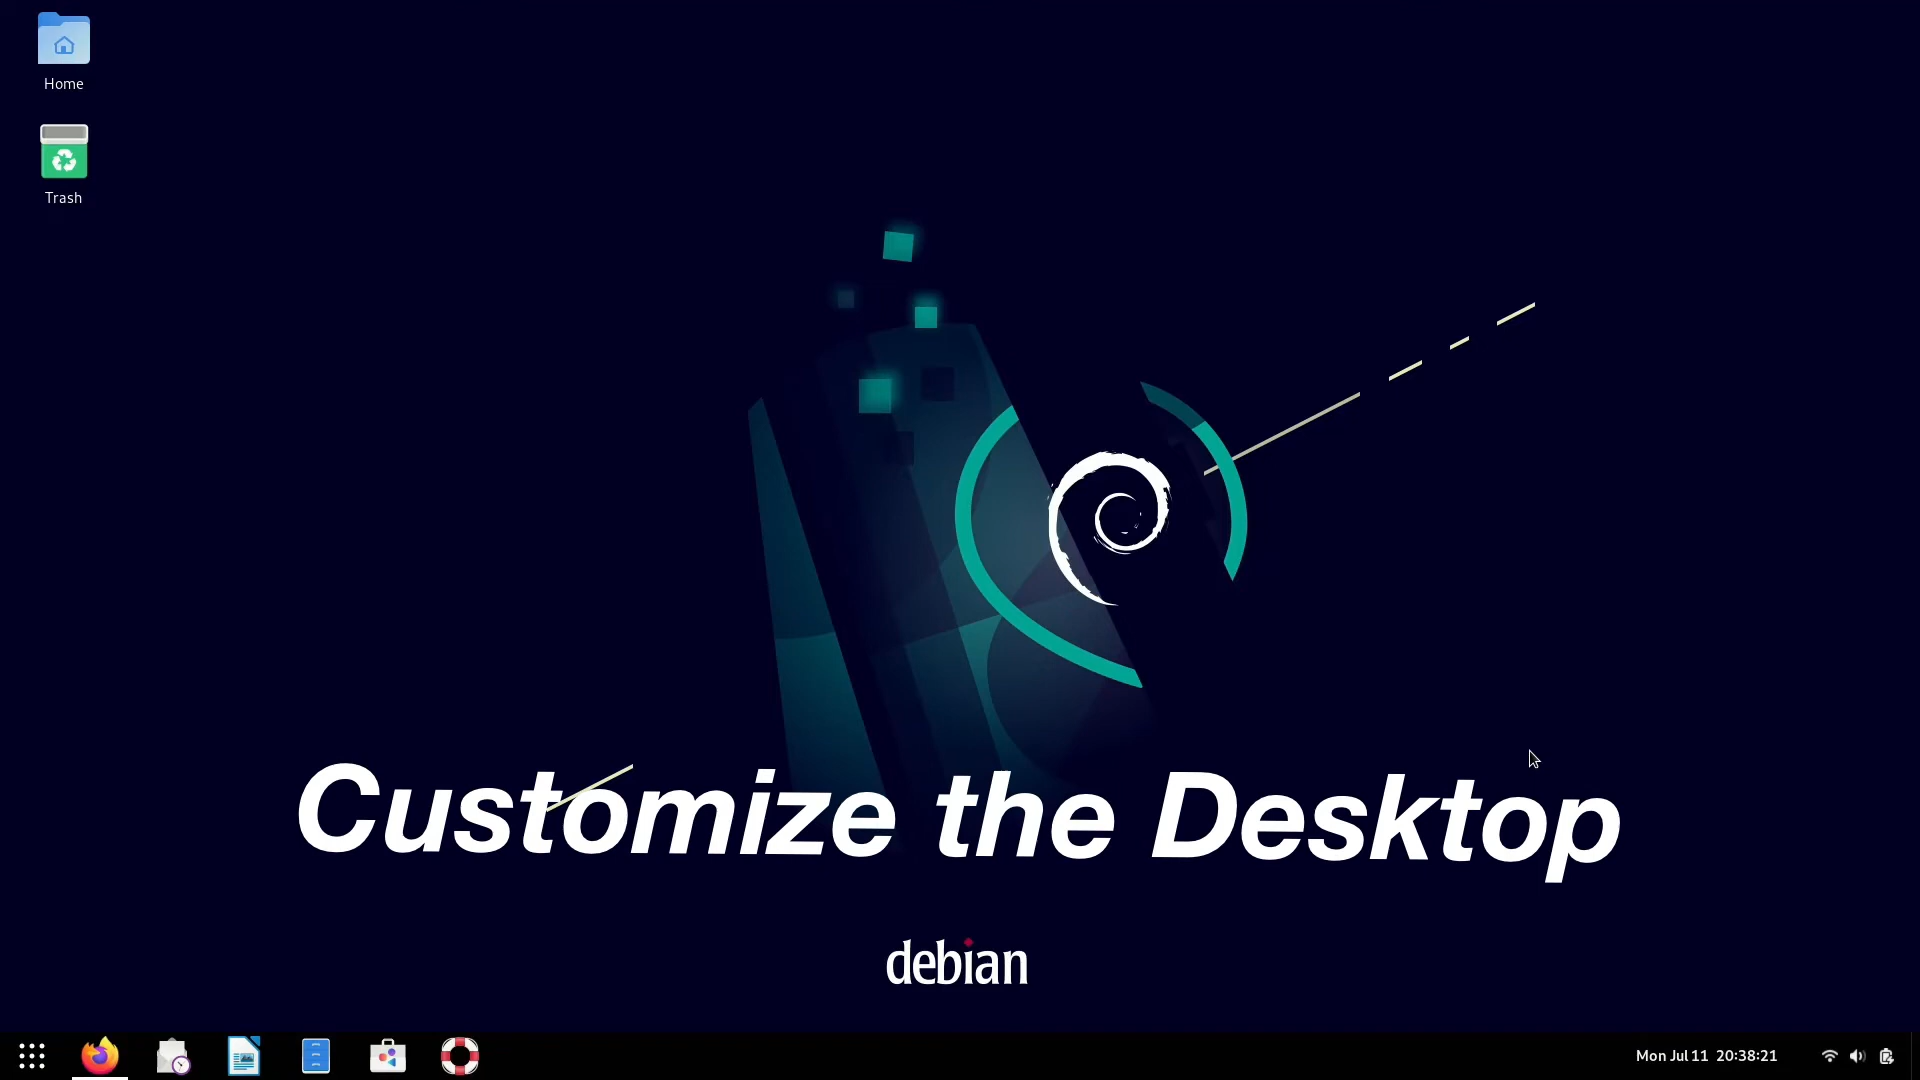 Home
Trash
Customize the Desktop
debian
Mon Jul 11 20:38:21